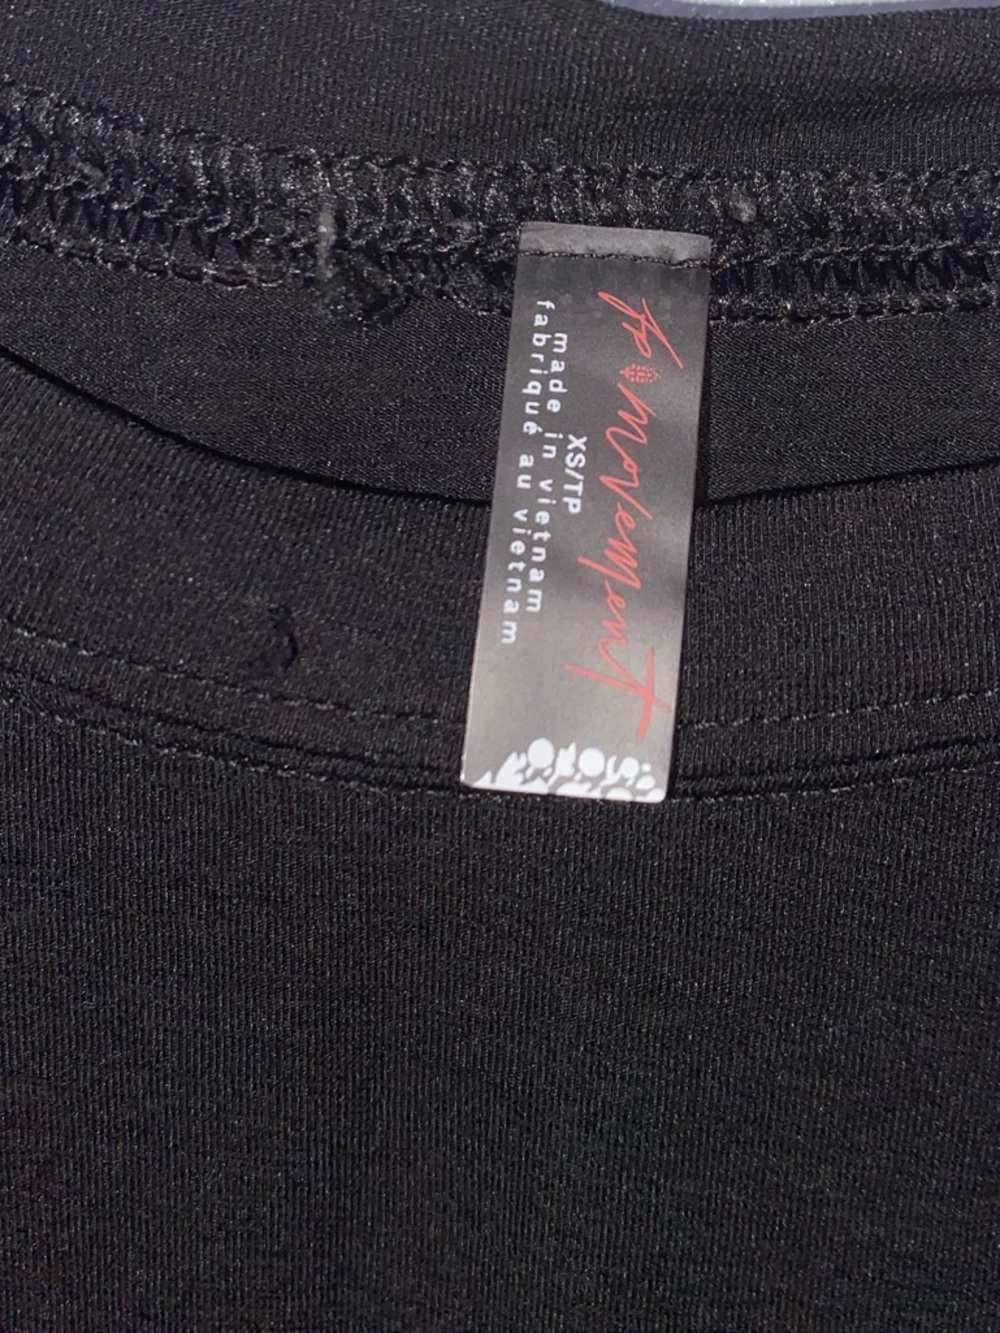 fp movement
XS/TP
made in vietnam
fabriqué au vietnam